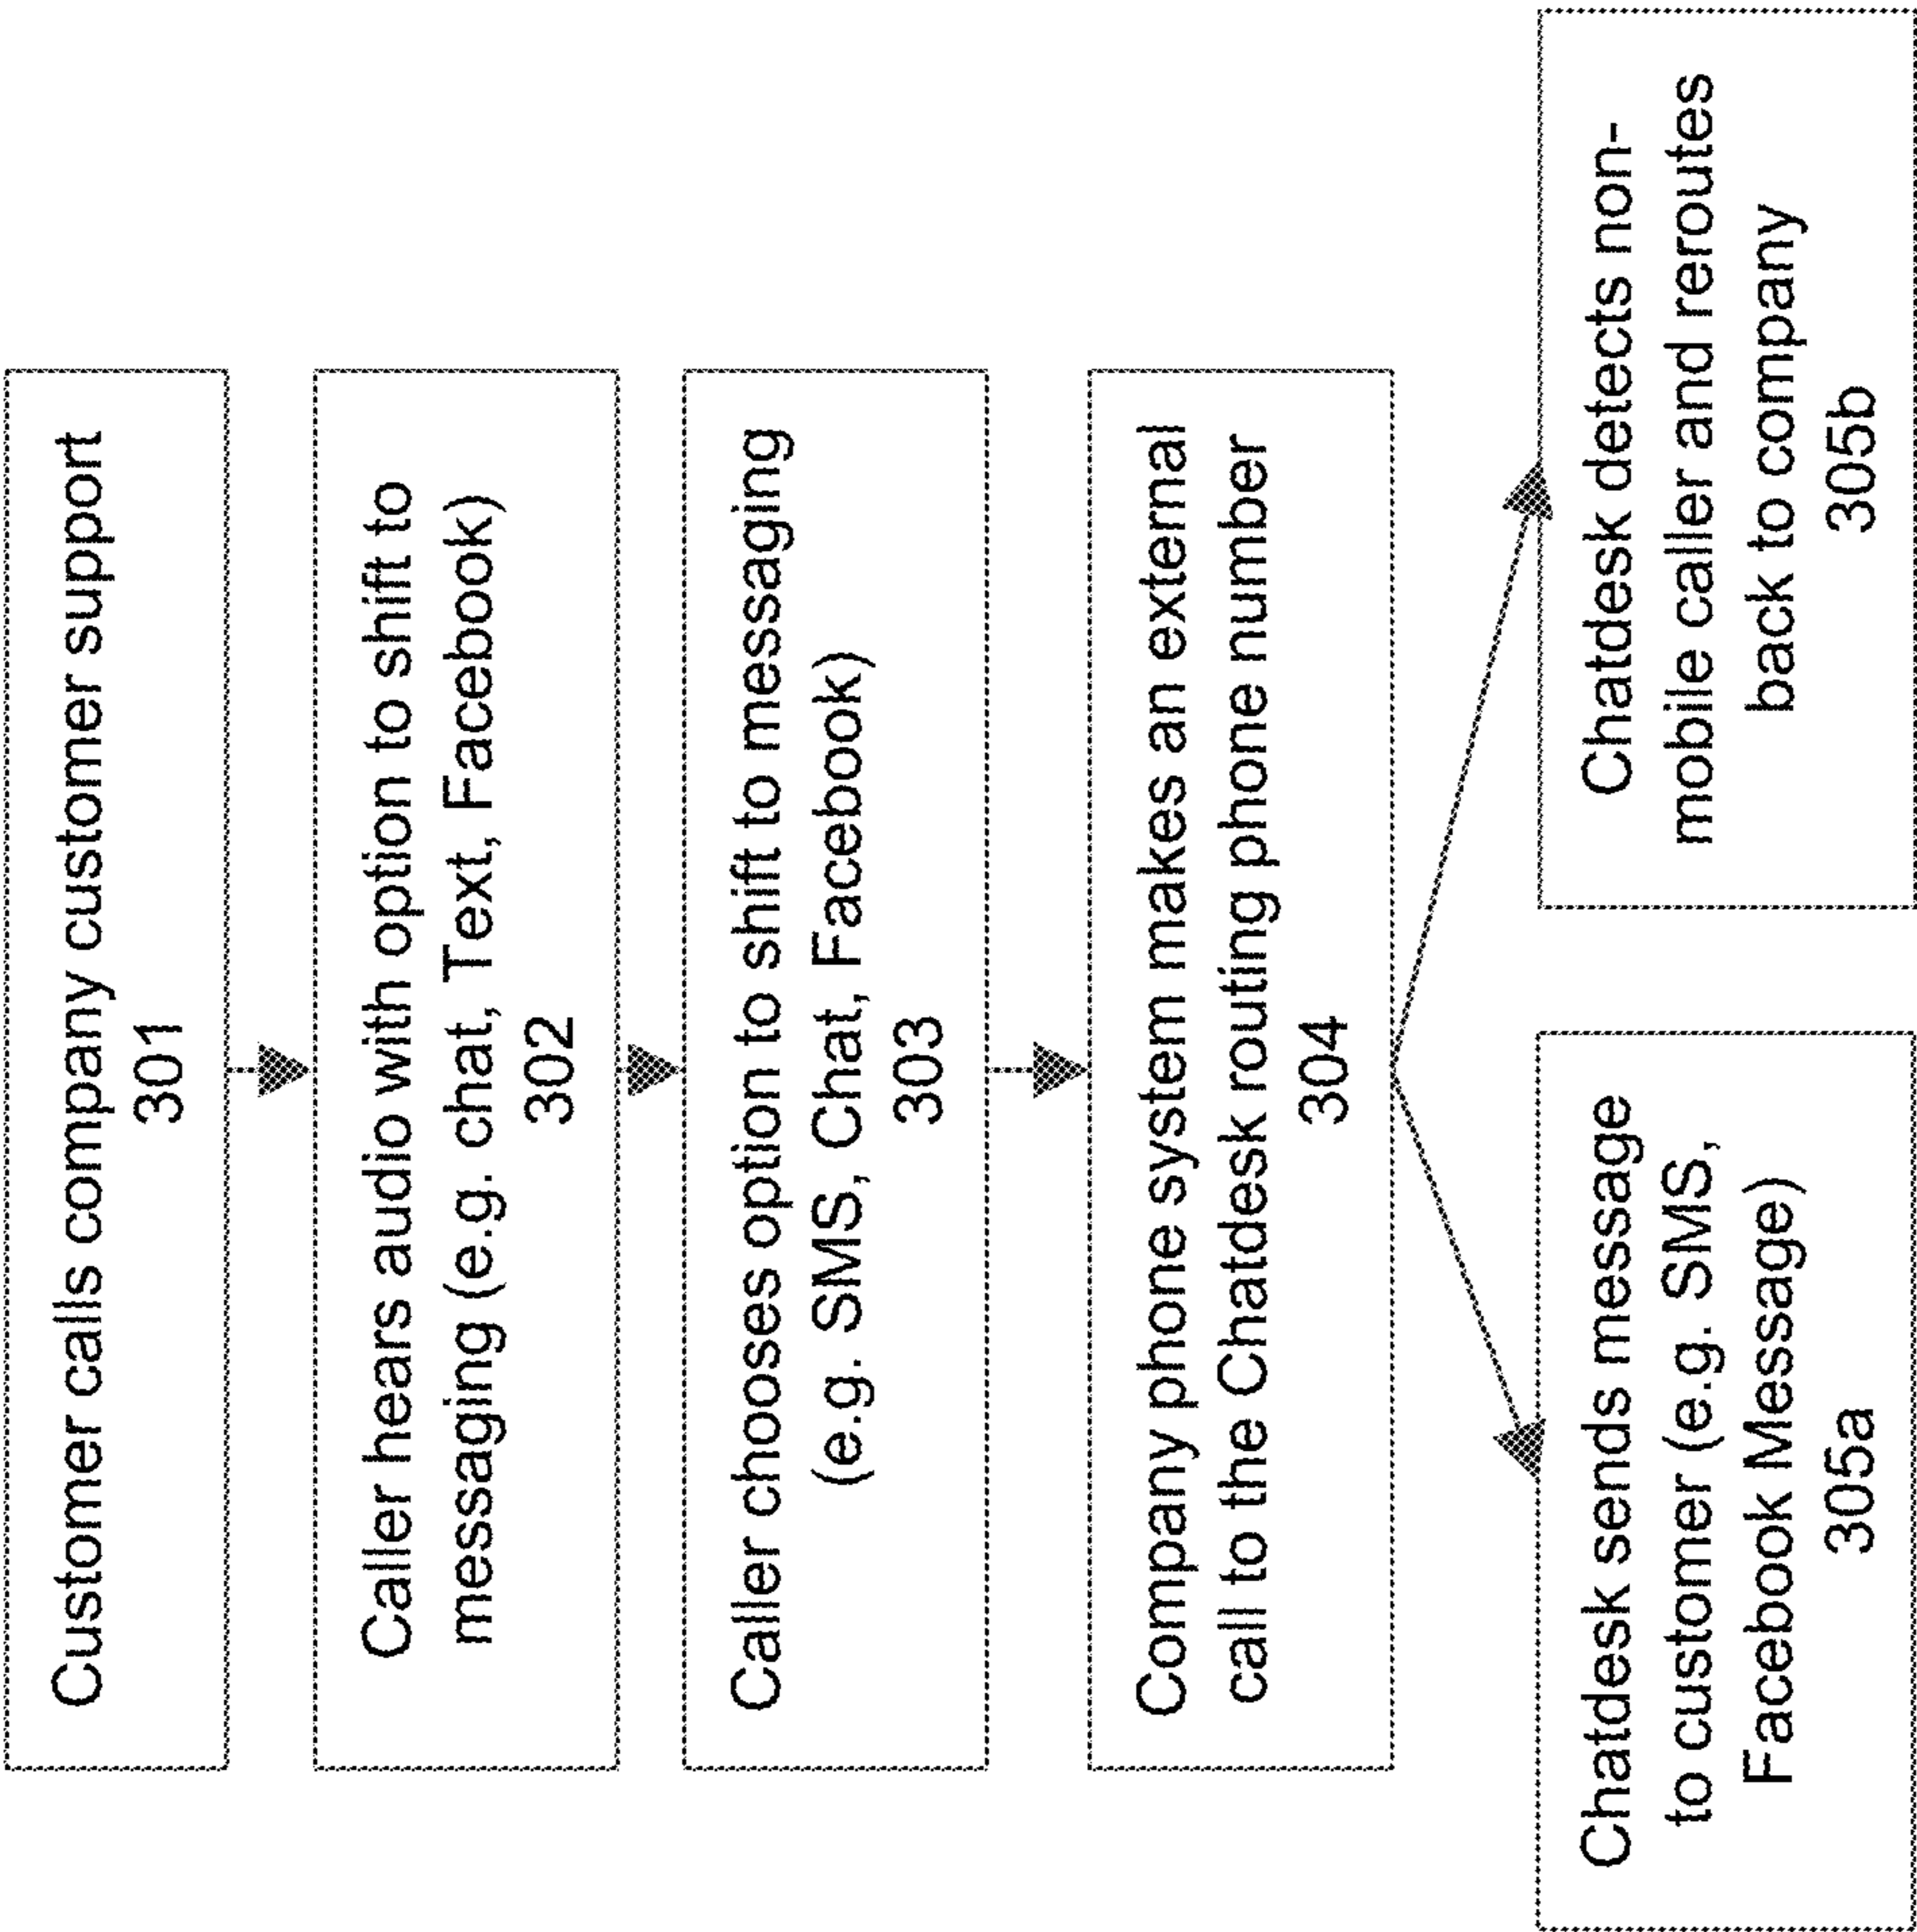 Customer calls company customer support
301
Caller hears audio with option to shift to
messaging (e.g. chat, Text, Facebook)
302
Caller chooses option to shift to messaging
(e.g. SMS, Chat, Facebook)
303
Company phone system makes an external
call to the Chatdesk routing phone number
304
Chatdesk sends message
to customer (e.g. SMS,
Facebook Message)
305a
Chatdesk detects non-
mobile caller and reroutes
back to company
305b